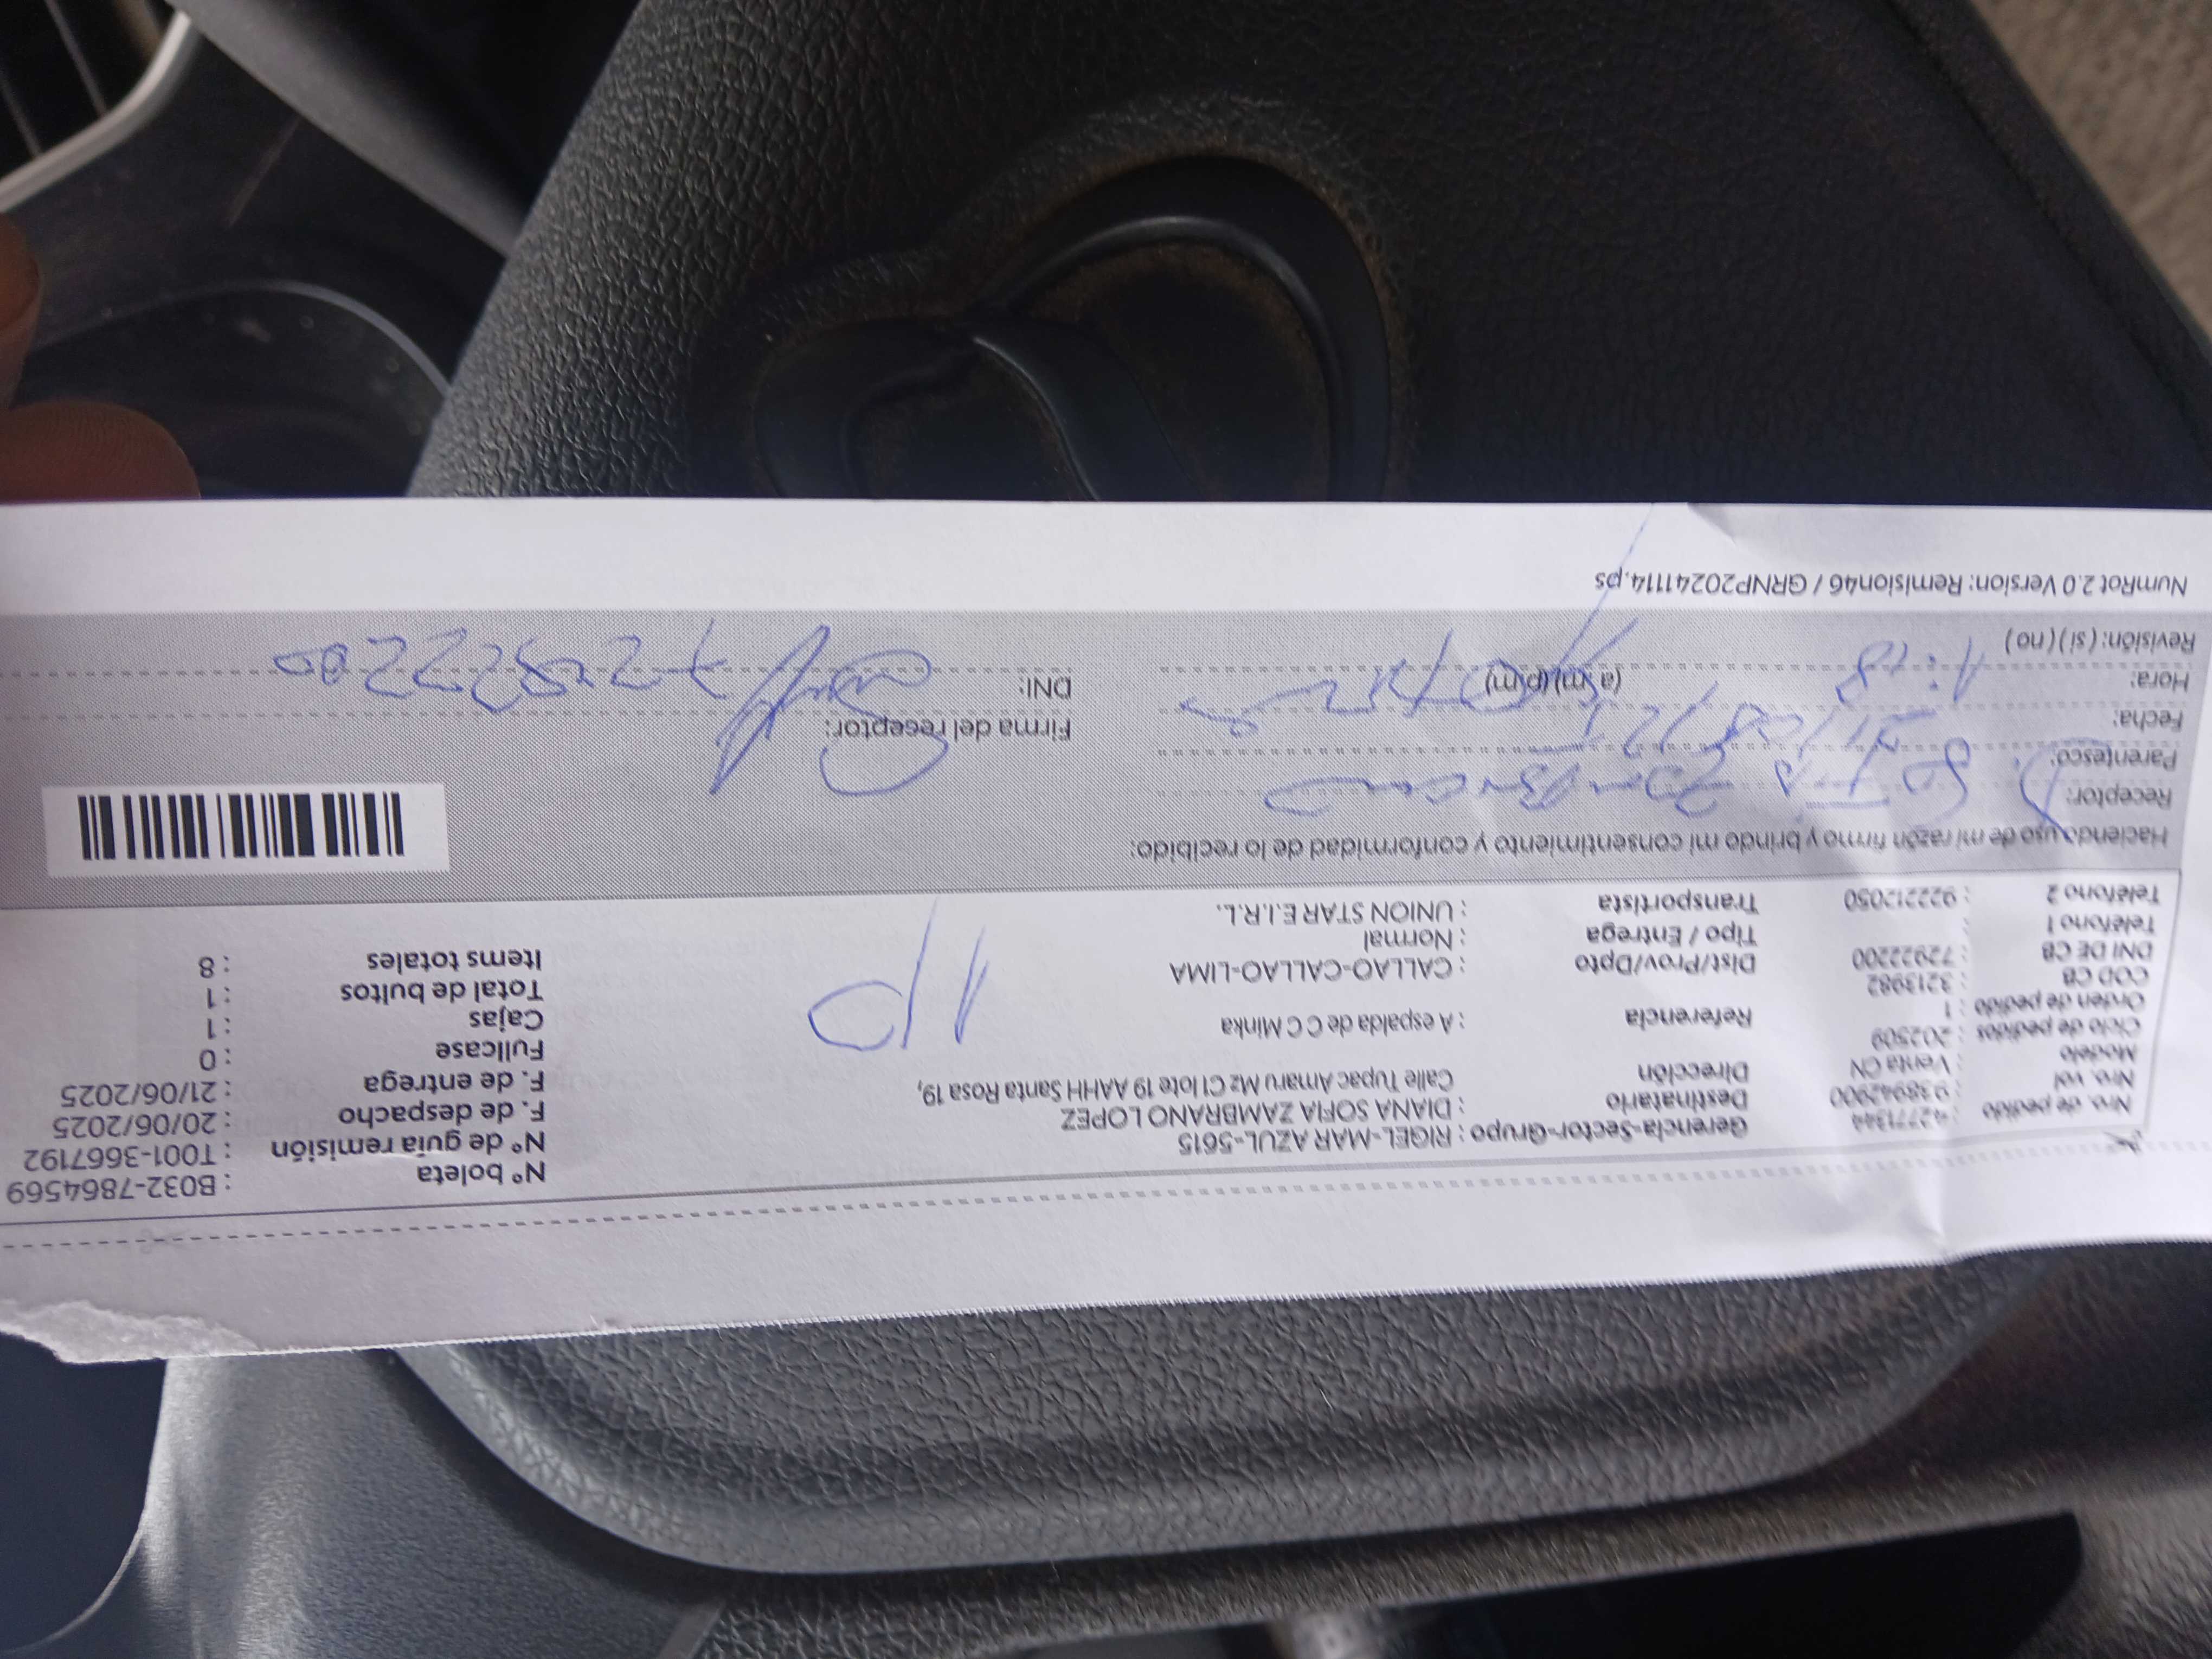 Nro. de pedido : 42771344
Nro. vol : 938942900
Modelo : Venta CN
Ciclo de pedidos : 202509
Orden de pedido : 1
COD CB : 3213982
DNI DE CB : 72922200
Teléfono 1 :
Teléfono 2 : 922212050
Gerencia-Sector-Grupo : RIGEL-MAR AZUL-5615
Destinatario : DIANA SOFIA ZAMBRANO LOPEZ
Dirección Calle Tupac Amaru Mz C1 lote 19 AAHH Santa Rosa 19,
Referencia : A espalda de C C Minka
Dist/Prov/Dpto : CALLAO-CALLAO-LIMA
Tipo / Entrega : Normal
Transportista : UNION STAR E.I.R.L.
1P
Nº boleta : B032-7864569
Nº de guía remisión : T001-3667192
F. de despacho : 20/06/2025
F. de entrega : 21/06/2025
Fullcase : 0
Cajas : 1
Total de bultos : 1
Items totales : 8
Haciendo uso de mi razón firmo y brindo mi consentimiento y conformidad de lo recibido:
Receptor:
Parentesco:
Fecha:
Hora: (a.m) (p.m)
Revisión: ( si ) ( no )
Firma del receptor:
DNI:
NumRot 2.0 Version: Remision46 / GRNP20241114.ps